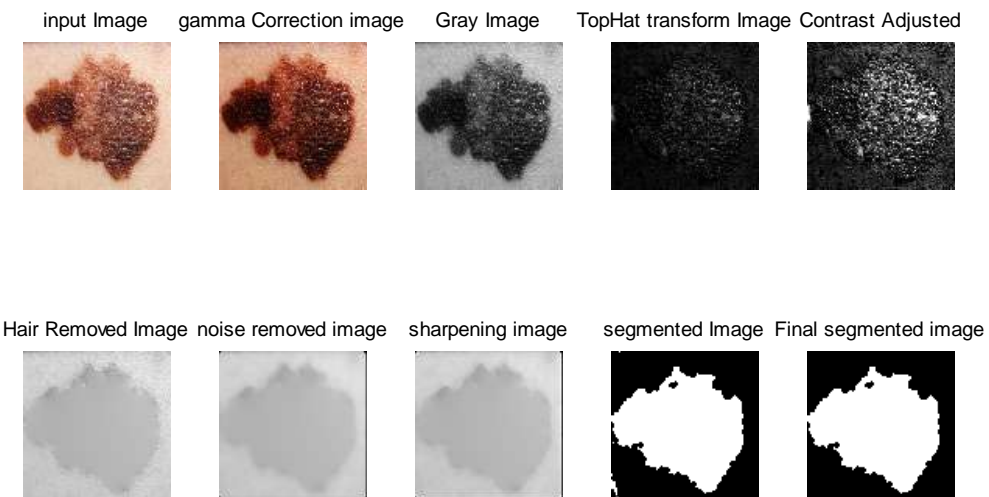 input Image
gamma Correction image
Gray Image
TopHat transform Image
Contrast Adjusted
Hair Removed Image
noise removed image
sharpening image
segmented Image
Final segmented image